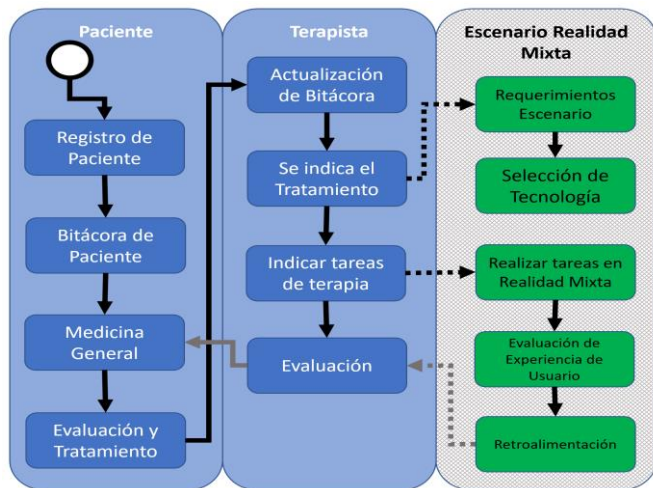 Paciente
Registro de
Paciente
Bitácora de
Paciente
Medicina
General
Evaluación y
Tratamiento
Terapista
Actualización
de Bitácora
Se indica el
Tratamiento
Indicar tareas
de terapia
Evaluación
Escenario Realidad
Mixta
Requerimientos
Escenario
Selección de
Tecnología
Realizar tareas en
Realidad Mixta
Evaluación de
Experiencia de
Usuario
Retroalimentación